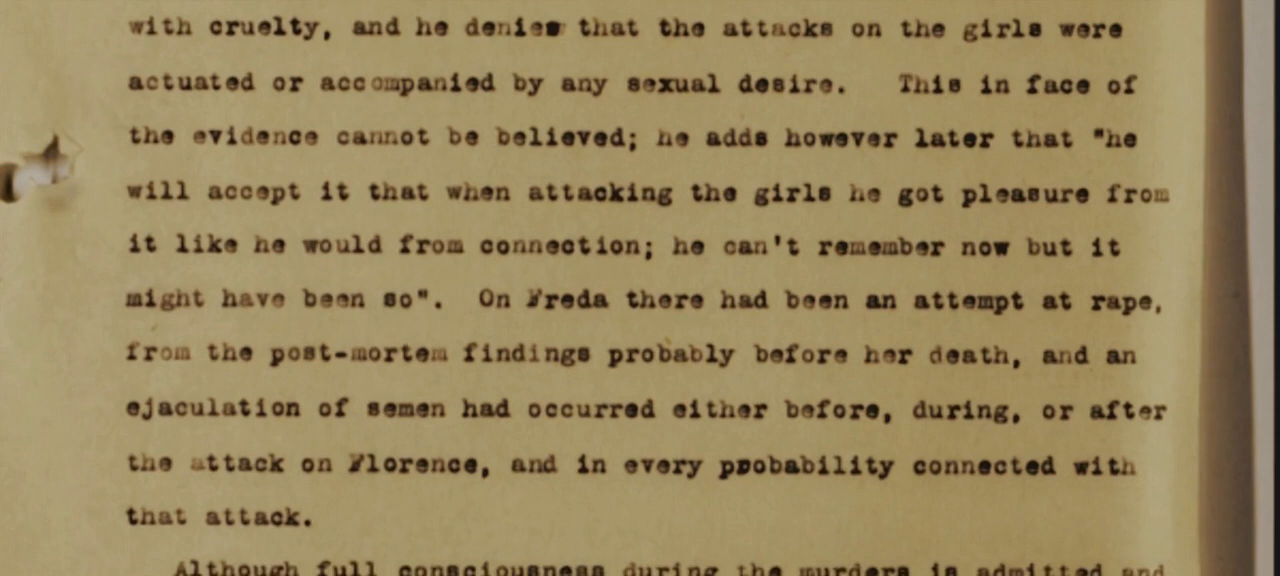 with cruelty, and he denies that the attacks on the girls were
actuated or accompanied by any sexual desire. This in face of
the evidence cannot be believed; he adds however later that "he
will accept it that when attacking the girls he got pleasure from
it like he would from connection; he can't remember now but it
might have been so". On Freda there had been an attempt at rape,
from the post-mortem findings probably before her death, and an
ejaculation of semen had occurred either before, during, or after
the attack on Florence, and in every probability connected with
that attack.
Although full consciousness during the murders is admitted and